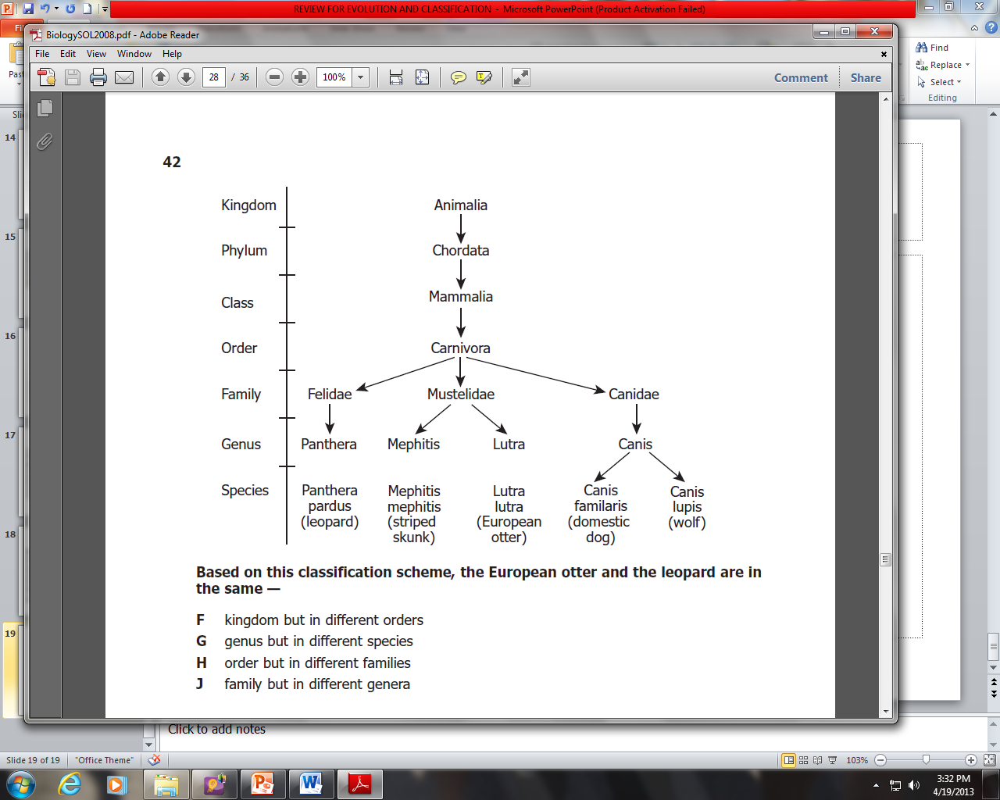 REVIEW FOR EVOLUTION AND CLASSIFICATION - Microsoft PowerPoint (Product Activation Failed)
BiologySOL2008.pdf - Adobe Reader
File Edit View Window Help
28 / 36 100% Comment Share
Find
Replace
Select
Editing
Past
Fi
Sli
14
15
16
17
18
19
42
Kingdom Animalia
Phylum Chordata
Class Mammalia
Order Carnivora
Family Felidae Mustelidae Canidae
Genus Panthera Mephitis Lutra Canis
Species Panthera Mephitis Lutra Canis Canis
pardus mephitis lutra familaris lupis
(leopard) (striped (European (domestic (wolf)
skunk) otter) dog)
Based on this classification scheme, the European otter and the leopard are in
the same —
F kingdom but in different orders
G genus but in different species
H order but in different families
J family but in different genera
Click to add notes
Slide 19 of 19 "Office Theme" 103%
3:32 PM
4/19/2013